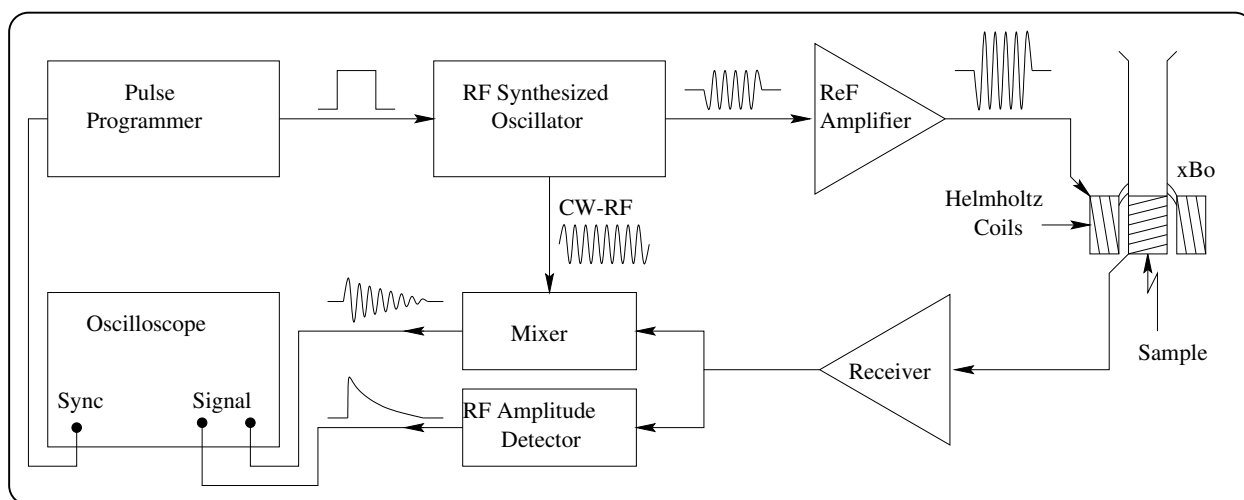 Pulse
Programmer
RF Synthesized
Oscillator
ReF
Amplifier
xBo
Helmholtz
Coils
CW-RF
Oscilloscope
Mixer
Receiver
Sample
Sync
Signal
RF Amplitude
Detector